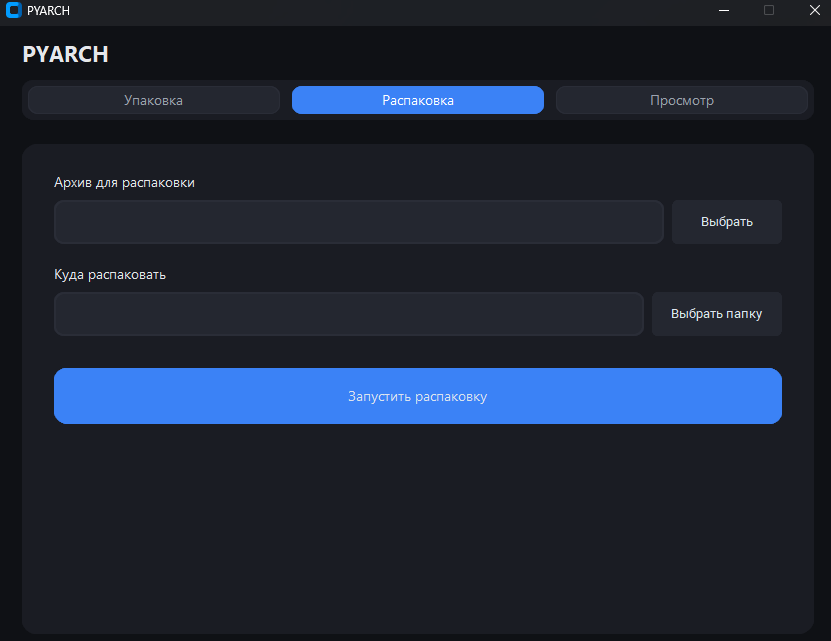 PYARCH
PYARCH
Упаковка Распаковка Просмотр
Архив для распаковки
Выбрать
Куда распаковать
Выбрать папку
Запустить распаковку